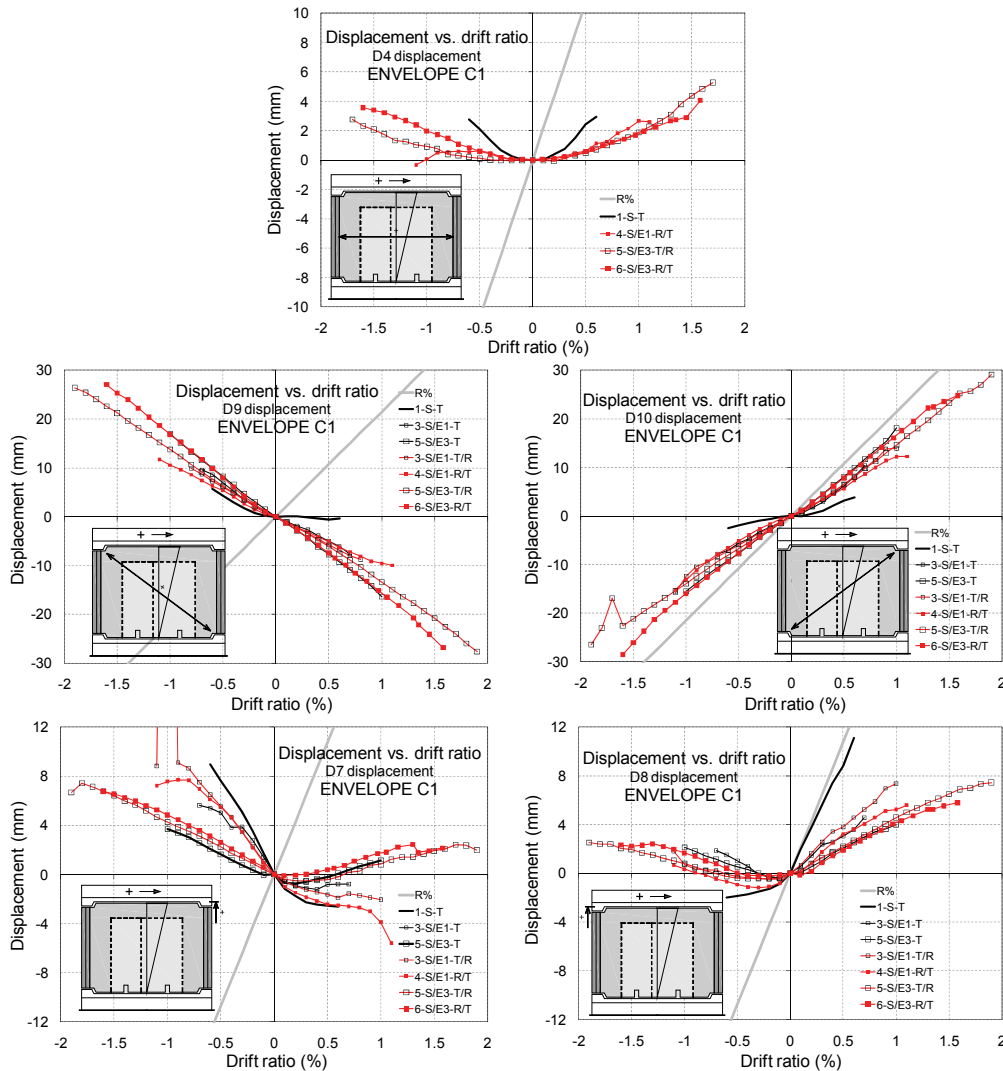 Displacement vs. drift ratio
D4 displacement
ENVELOPE C1
Displacement (mm)
10
8
6
4
2
0
-2
-4
-6
-8
-10
+
R%
1-S-T
4-S/E1-R/T
5-S/E3-T/R
6-S/E3-R/T
-2 -1.5 -1 -0.5 0 0.5 1 1.5 2
Drift ratio (%)
Displacement vs. drift ratio
D9 displacement
ENVELOPE C1
Displacement (mm)
30
20
10
0
-10
-20
-30
+
R%
1-S-T
3-S/E1-T
5-S/E3-T
3-S/E1-T/R
4-S/E1-R/T
5-S/E3-T/R
6-S/E3-R/T
-2 -1.5 -1 -0.5 0 0.5 1 1.5 2
Drift ratio (%)
Displacement vs. drift ratio
D10 displacement
ENVELOPE C1
Displacement (mm)
30
20
10
0
-10
-20
-30
+
R%
1-S-T
3-S/E1-T
5-S/E3-T
3-S/E1-T/R
4-S/E1-R/T
5-S/E3-T/R
6-S/E3-R/T
-2 -1.5 -1 -0.5 0 0.5 1 1.5 2
Drift ratio (%)
Displacement vs. drift ratio
D7 displacement
ENVELOPE C1
Displacement (mm)
12
8
4
0
-4
-8
-12
+
+
R%
1-S-T
3-S/E1-T
5-S/E3-T
3-S/E1-T/R
4-S/E1-R/T
5-S/E3-T/R
6-S/E3-R/T
-2 -1.5 -1 -0.5 0 0.5 1 1.5 2
Drift ratio (%)
Displacement vs. drift ratio
D8 displacement
ENVELOPE C1
Displacement (mm)
12
8
4
0
-4
-8
-12
+
+
R%
1-S-T
3-S/E1-T
5-S/E3-T
3-S/E1-T/R
4-S/E1-R/T
5-S/E3-T/R
6-S/E3-R/T
-2 -1.5 -1 -0.5 0 0.5 1 1.5 2
Drift ratio (%)